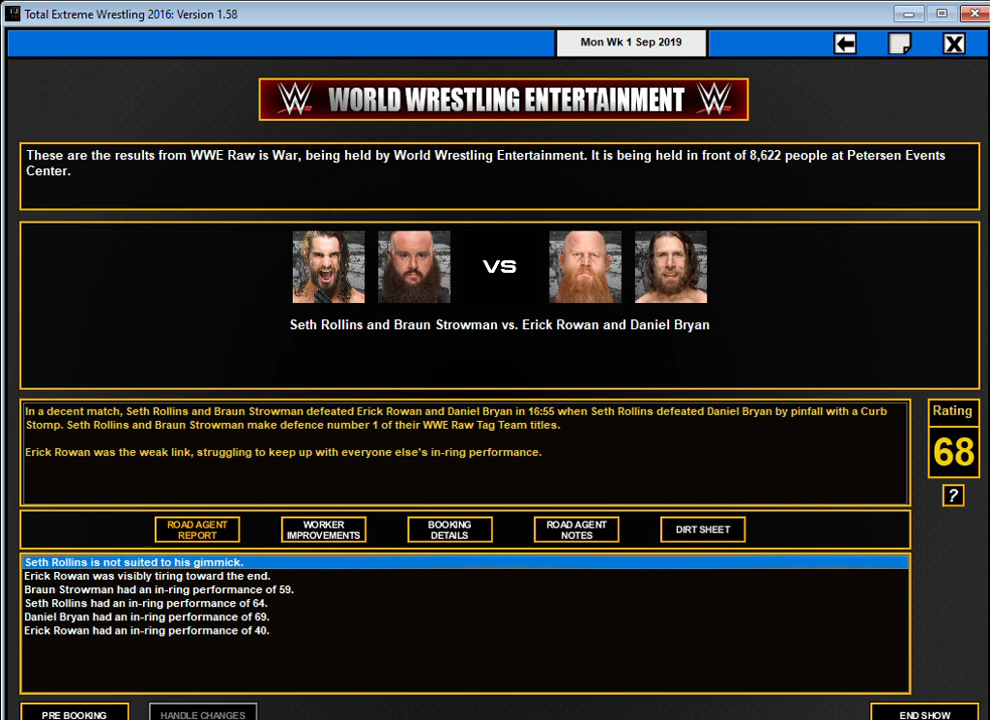 Total Extreme Wrestling 2016: Version 1.58
Mon Wk 1 Sep 2019
WORLD WRESTLING ENTERTAINMENT
These are the results from WWE Raw is War, being held by World Wrestling Entertainment. It is being held in front of 8,622 people at Petersen Events
Center.
VS
Seth Rollins and Braun Strowman vs. Erick Rowan and Daniel Bryan
In a decent match, Seth Rollins and Braun Strowman defeated Erick Rowan and Daniel Bryan in 16:55 when Seth Rollins defeated Daniel Bryan by pinfall with a Curb
Stomp. Seth Rollins and Braun Strowman make defence number 1 of their WWE Raw Tag Team titles.
Erick Rowan was the weak link, struggling to keep up with everyone else's in-ring performance.
Rating
68
?
ROAD AGENT
REPORT
WORKER
IMPROVEMENTS
BOOKING
DETAILS
ROAD AGENT
NOTES
DIRT SHEET
Seth Rollins is not suited to his gimmick.
Erick Rowan was visibly tiring toward the end.
Braun Strowman had an in-ring performance of 59.
Seth Rollins had an in-ring performance of 64.
Daniel Bryan had an in-ring performance of 69.
Erick Rowan had an in-ring performance of 40.
PRE BOOKING
HANDLE CHANGES
END SHOW